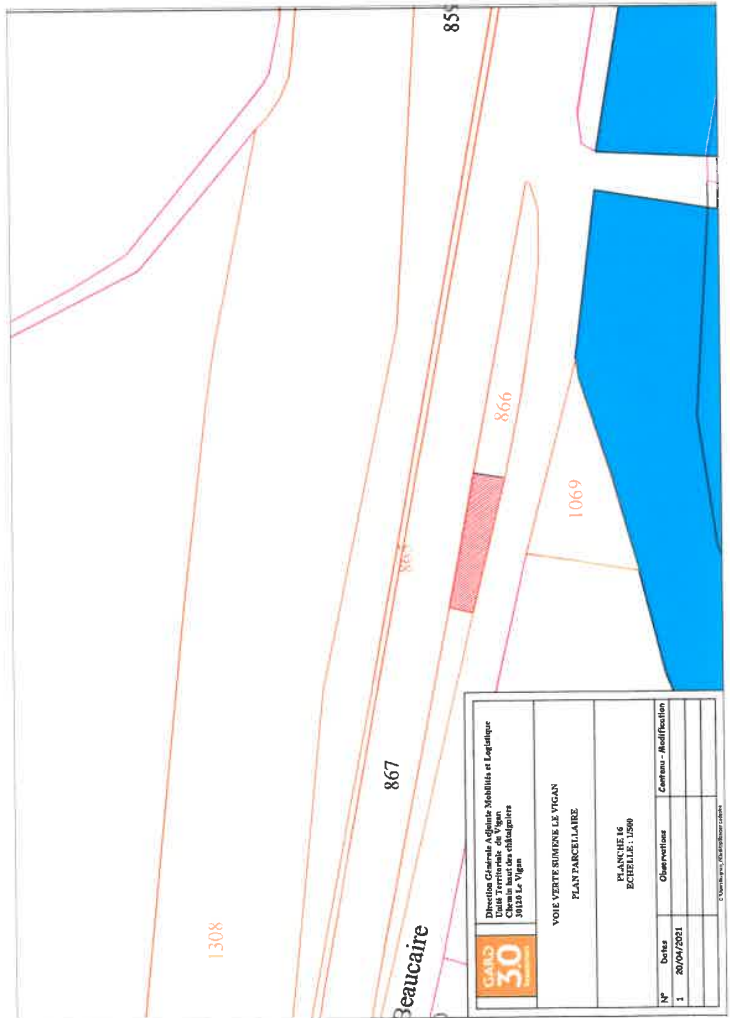 859
866
1069
865
867
1308
Beaucaire
GARD
30
Direction Générale Adjointe Mobilités et Logistique
Unité Territoriale du Vigan
Chemin haut des châtaigniers
30120 Le Vigan
VOIE VERTE SUMENE LE VIGAN
PLAN PARCELLAIRE
PLANCHE 16
ECHELLE : 1/500
N° Dates Observations Contenu - Modification
1 20/04/2021